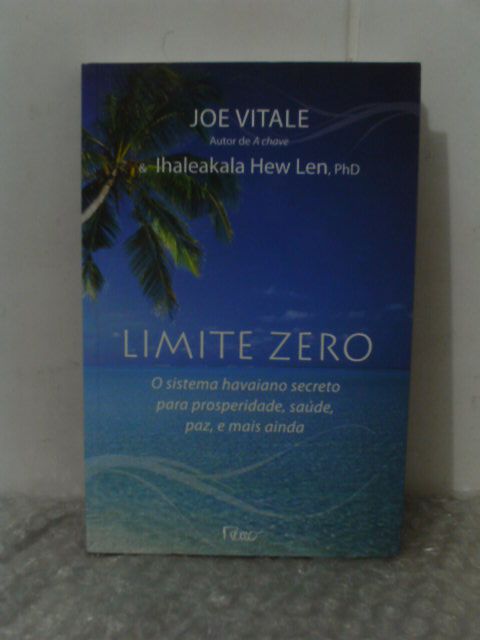 JOE VITALE
Autor de A chave
& Ihaleakala Hew Len, PhD
LIMITE ZERO
O sistema havaiano secreto
para prosperidade, saúde,
paz, e mais ainda
Rocco